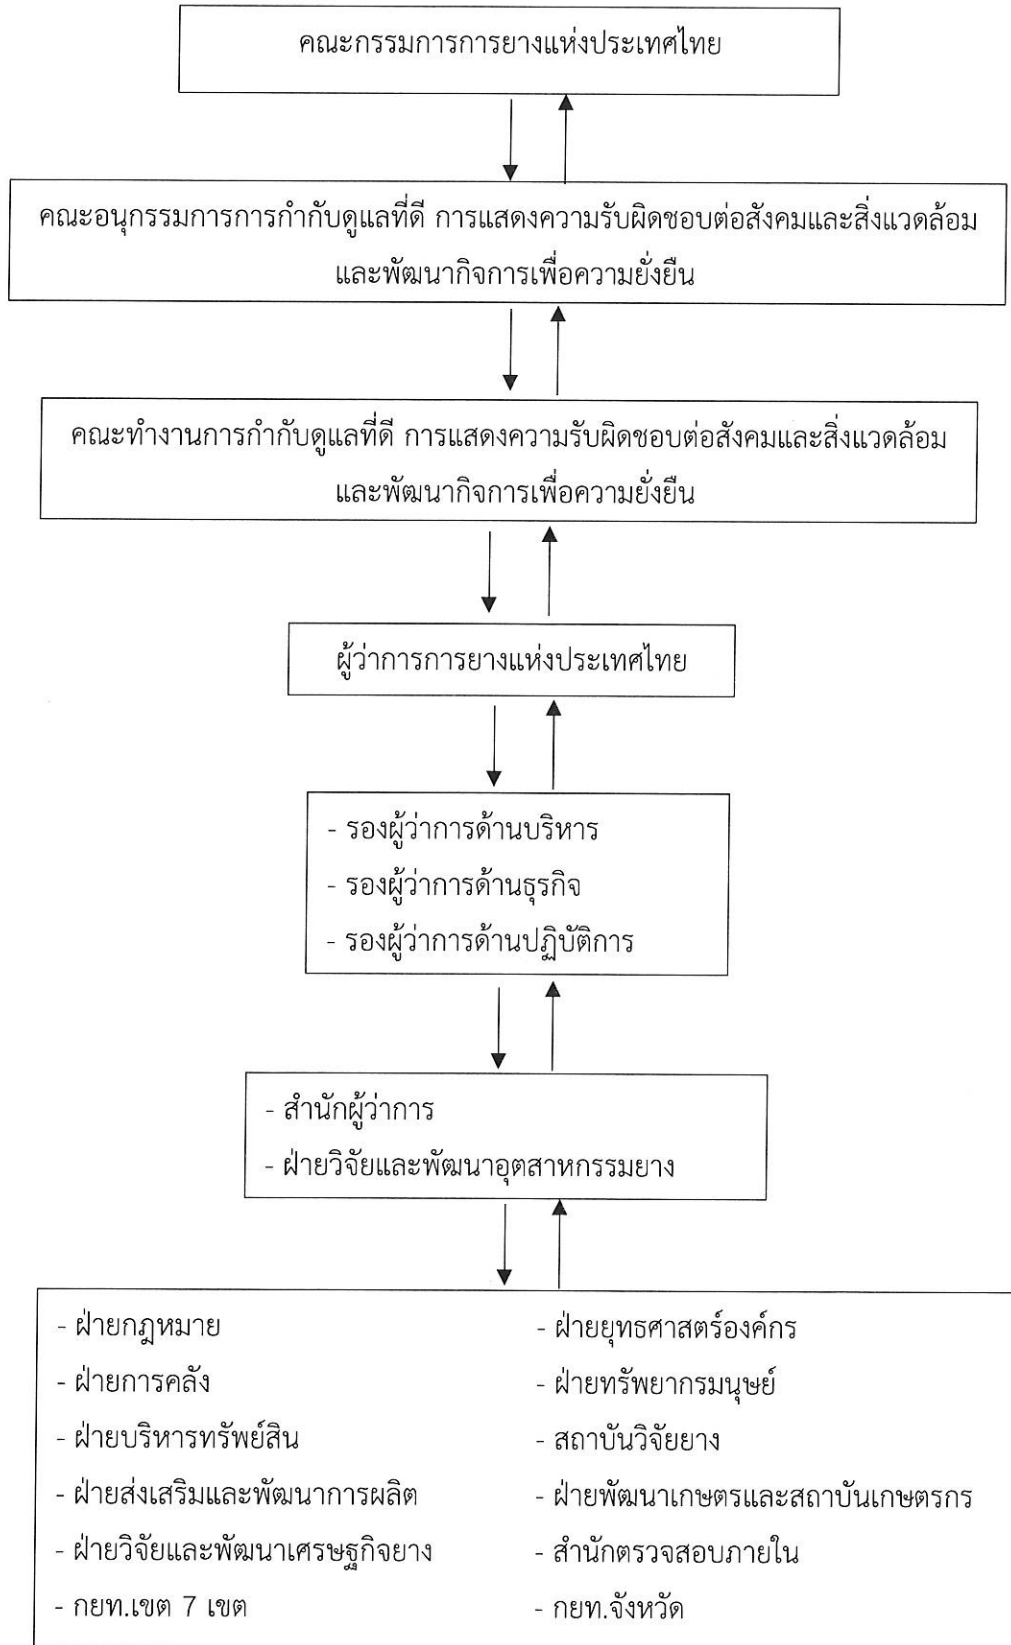 คณะกรรมการการยางแห่งประเทศไทย
คณะอนุกรรมการการกำกับดูแลที่ดี การแสดงความรับผิดชอบต่อสังคมและสิ่งแวดล้อม
และพัฒนากิจการเพื่อความยั่งยืน
คณะทำงานการกำกับดูแลที่ดี การแสดงความรับผิดชอบต่อสังคมและสิ่งแวดล้อม
และพัฒนากิจการเพื่อความยั่งยืน
ผู้ว่าการการยางแห่งประเทศไทย
- รองผู้ว่าการด้านบริหาร
- รองผู้ว่าการด้านธุรกิจ
- รองผู้ว่าการด้านปฏิบัติการ
- สำนักผู้ว่าการ
- ฝ่ายวิจัยและพัฒนาอุตสาหกรรมยาง
- ฝ่ายกฎหมาย
- ฝ่ายการคลัง
- ฝ่ายบริหารทรัพย์สิน
- ฝ่ายส่งเสริมและพัฒนาการผลิต
- ฝ่ายวิจัยและพัฒนาเศรษฐกิจยาง
- กยท.เขต 7 เขต
- ฝ่ายยุทธศาสตร์องค์กร
- ฝ่ายทรัพยากรมนุษย์
- สถาบันวิจัยยาง
- ฝ่ายพัฒนาเกษตรและสถาบันเกษตรกร
- สำนักตรวจสอบภายใน
- กยท.จังหวัด